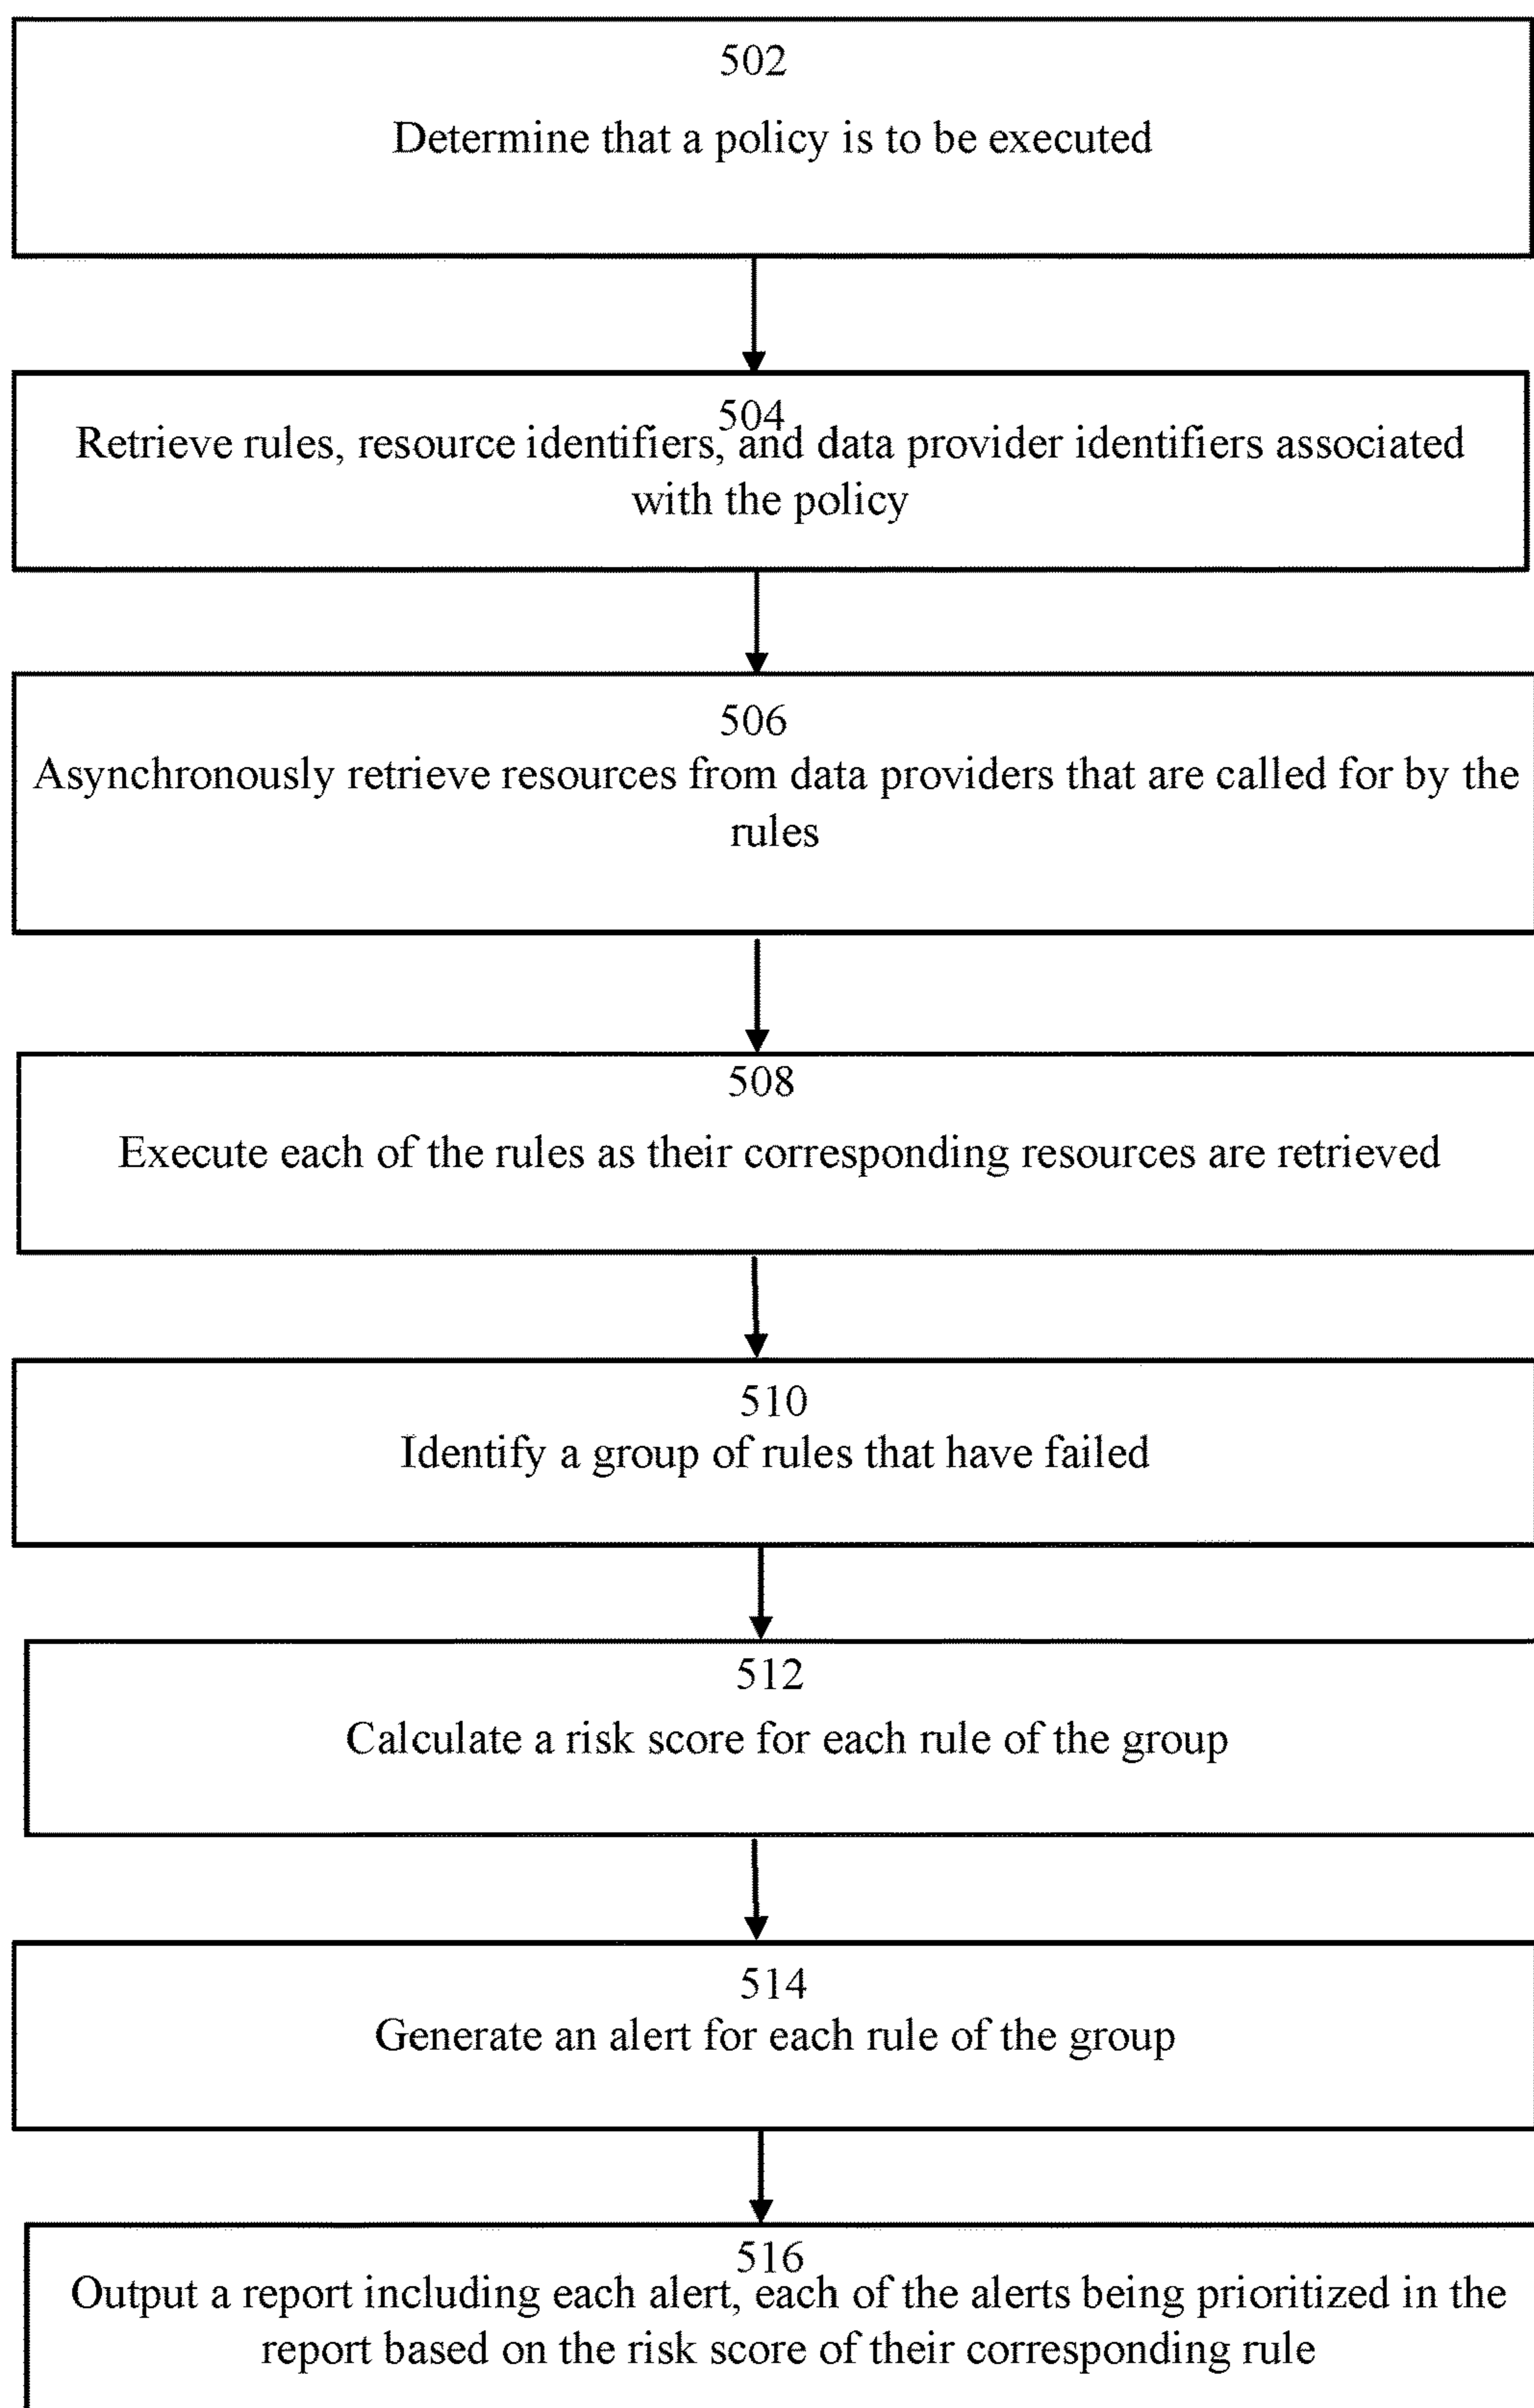 502
Determine that a policy is to be executed
504
Retrieve rules, resource identifiers, and data provider identifiers associated
with the policy
506
Asynchronously retrieve resources from data providers that are called for by the
rules
508
Execute each of the rules as their corresponding resources are retrieved
510
Identify a group of rules that have failed
512
Calculate a risk score for each rule of the group
514
Generate an alert for each rule of the group
516
Output a report including each alert, each of the alerts being prioritized in the
report based on the risk score of their corresponding rule